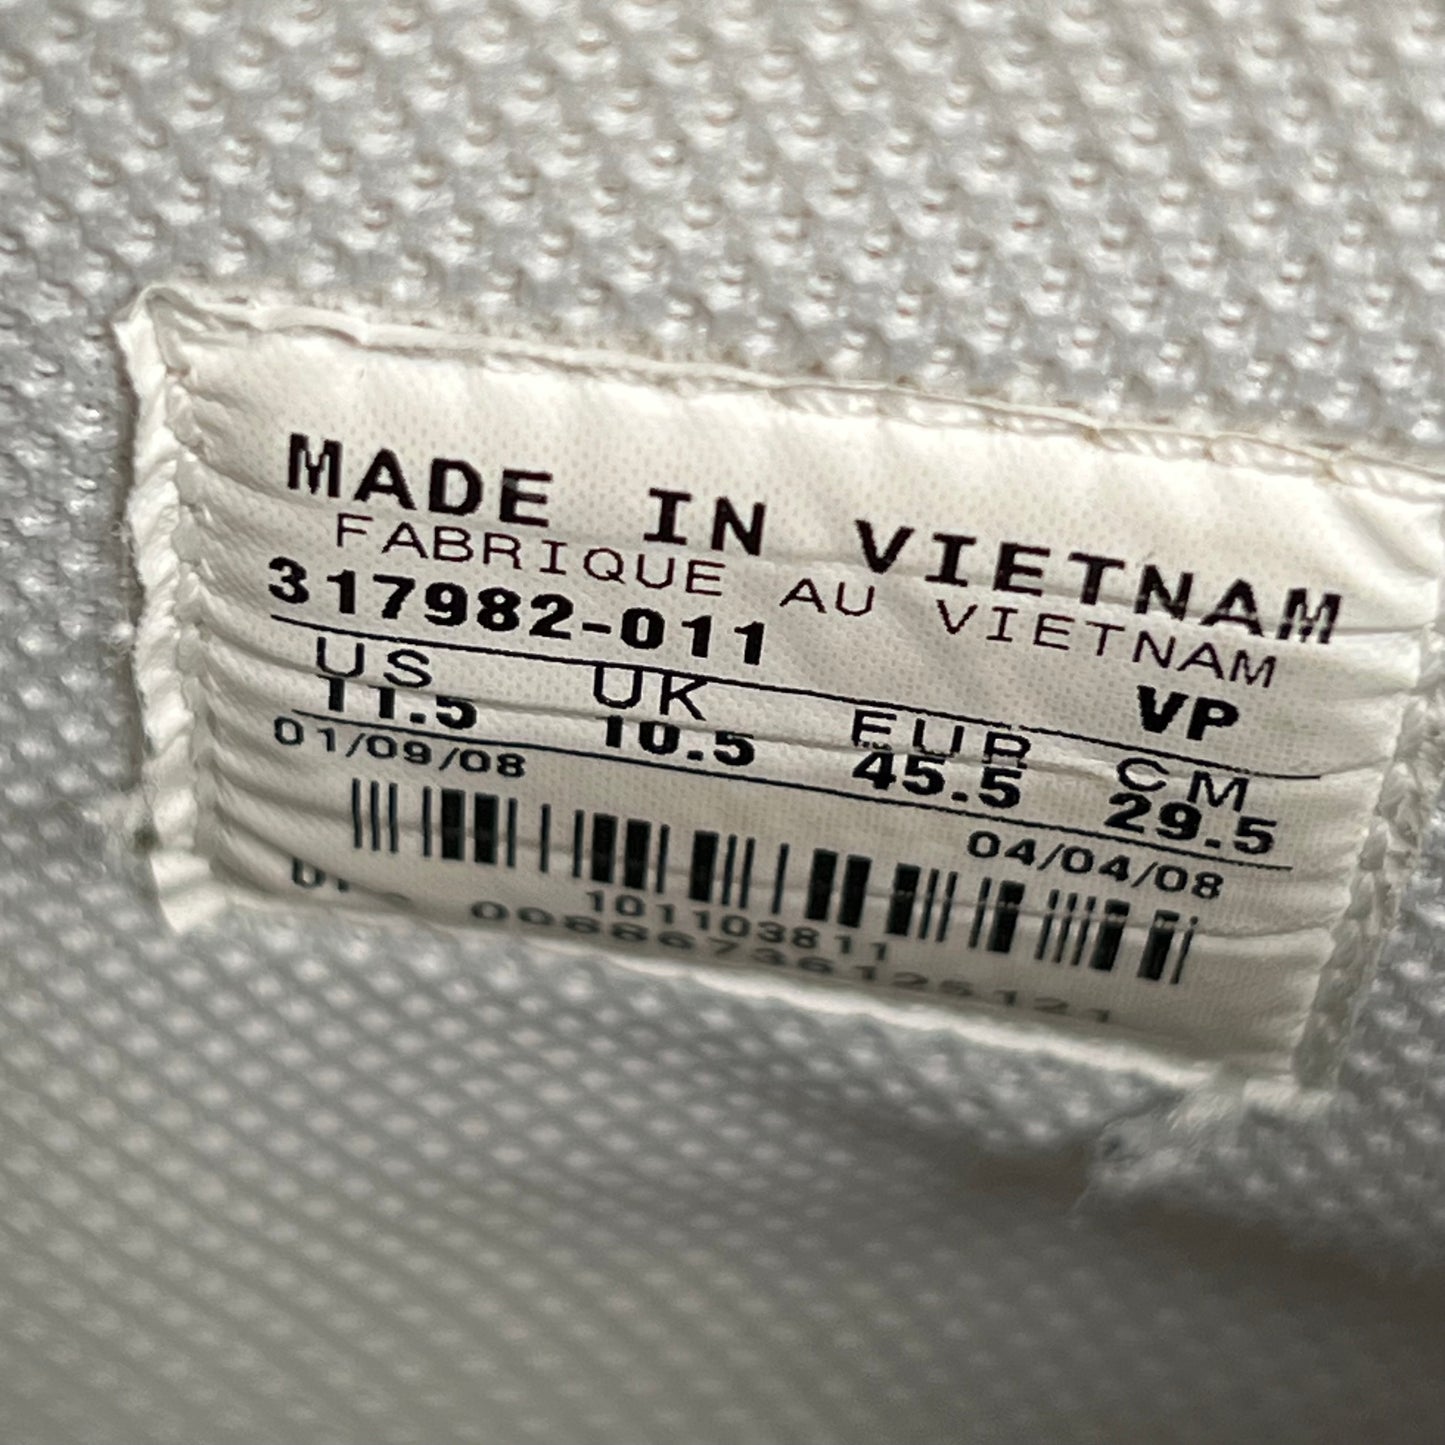 MADE IN VIETNAM
FABRIQUE AU VIETNAM
317982-011 VP
US UK EUR CM
11.5 10.5 45.5 29.5
01/09/08 04/04/08
101103811